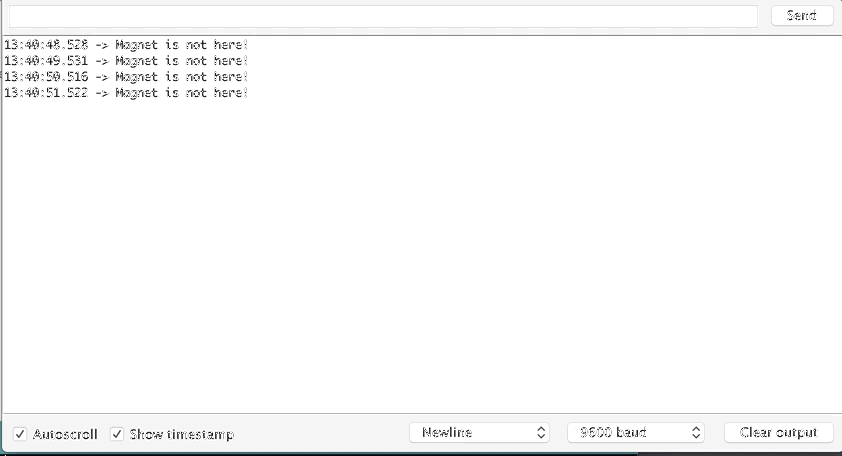 Send
13:40:48.528 -> Magnet is not here!
13:40:49.531 -> Magnet is not here!
13:40:50.516 -> Magnet is not here!
13:40:51.522 -> Magnet is not here!
Autoscroll Show timestamp Newline 9600 baud Clear output